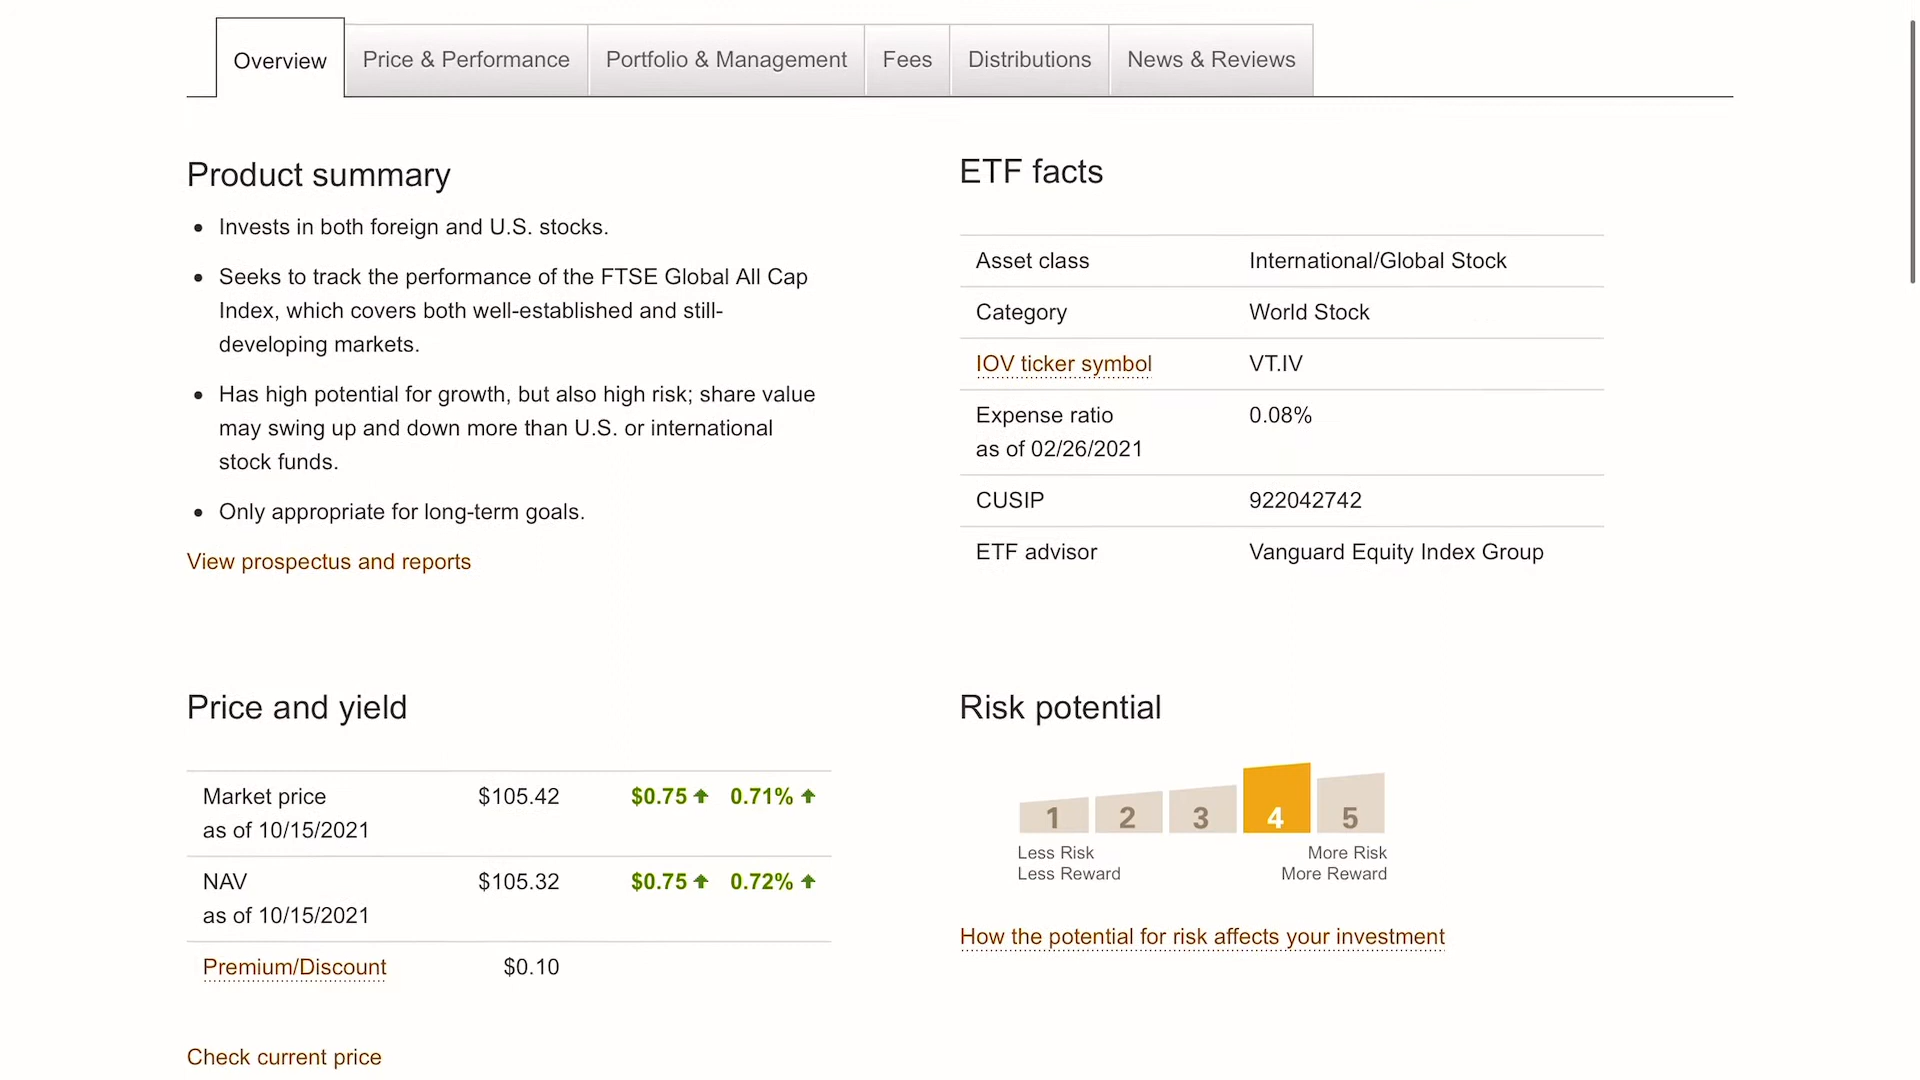 Overview
Price & Performance
Portfolio & Management
Fees
Distributions
News & Reviews
Product summary
Invests in both foreign and U.S. stocks.
Seeks to track the performance of the FTSE Global All Cap
Index, which covers both well-established and still-
developing markets.
Has high potential for growth, but also high risk; share value
may swing up and down more than U.S. or international
stock funds.
Only appropriate for long-term goals.
View prospectus and reports
ETF facts
Asset class International/Global Stock
Category World Stock
IOV ticker symbol VT.IV
Expense ratio 0.08%
as of 02/26/2021
CUSIP 922042742
ETF advisor Vanguard Equity Index Group
Price and yield
Market price $105.42 $0.75 0.71%
as of 10/15/2021
NAV $105.32 $0.75 0.72%
as of 10/15/2021
Premium/Discount $0.10
Check current price
Risk potential
1 2 3 4 5
Less Risk More Risk
Less Reward More Reward
How the potential for risk affects your investment